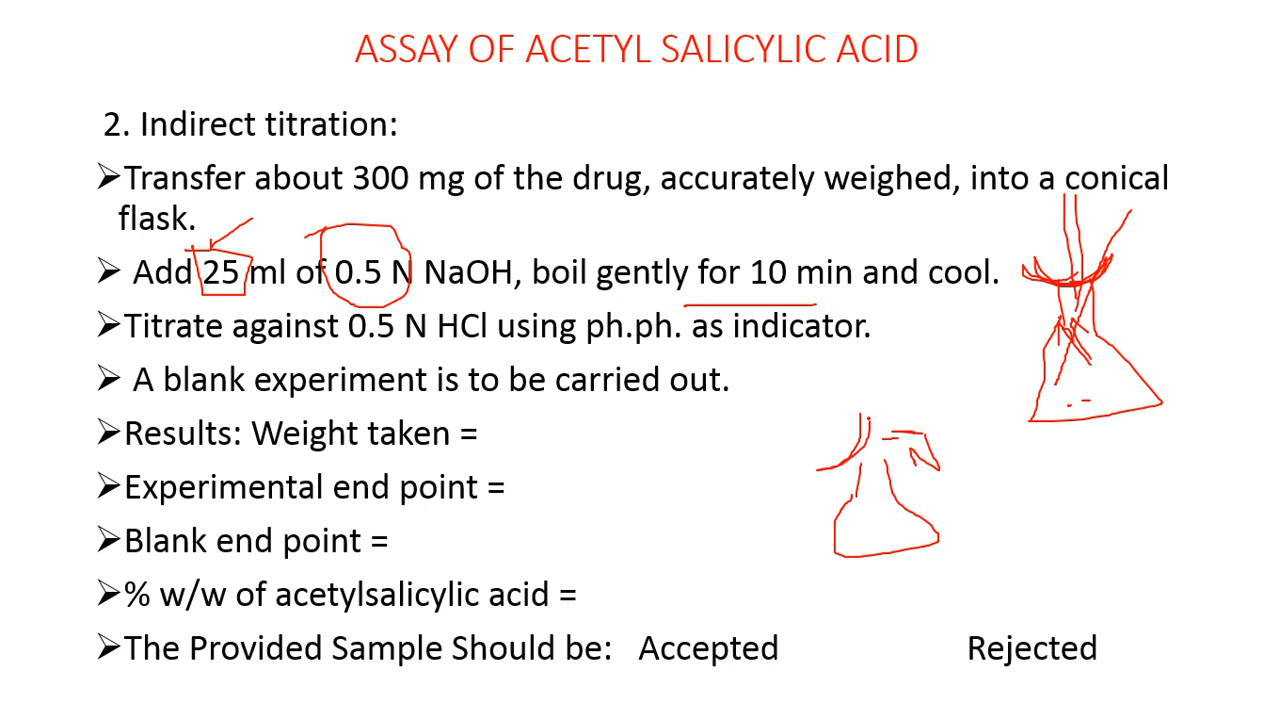 ASSAY OF ACETYL SALICYLIC ACID
2. Indirect titration:
➢Transfer about 300 mg of the drug, accurately weighed, into a conical
flask.
➢ Add 25 ml of 0.5 N NaOH, boil gently for 10 min and cool.
➢Titrate against 0.5 N HCl using ph.ph. as indicator.
➢ A blank experiment is to be carried out.
➢Results: Weight taken =
➢Experimental end point =
➢Blank end point =
➢% w/w of acetylsalicylic acid =
➢The Provided Sample Should be: Accepted Rejected